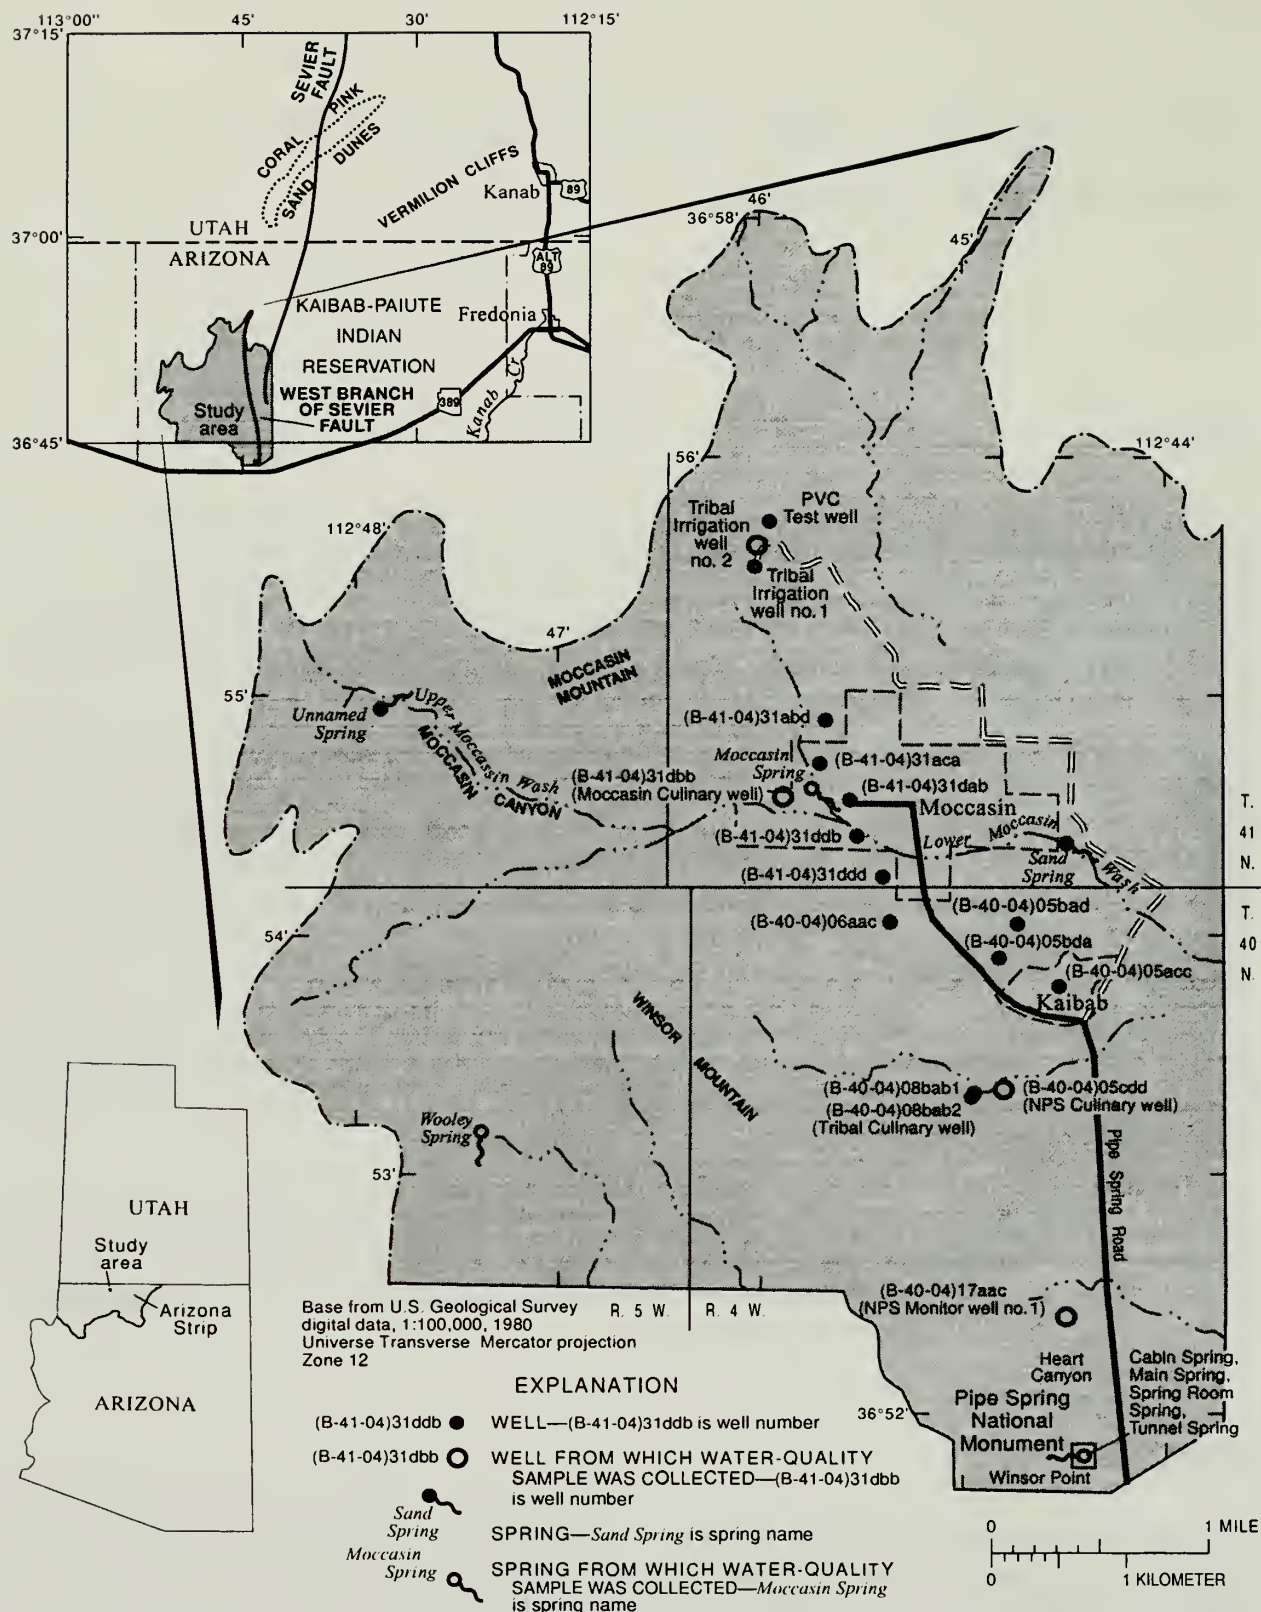 113°00"
45'
30'
112°15'
37°15'
SEVIER
FAULT
CORAL PINK
SAND DUNES
VERMILION CLIFFS
Kanab
89
37°00'
UTAH
ARIZONA
ALT
89
KAIBAB-PAIUTE
INDIAN
RESERVATION
Fredonia
WEST BRANCH
OF SEVIER
FAULT
Study
area
389
Kanab Cr
36°45'
46'
36°58'
45'
112°44'
56'
PVC
Test well
Tribal
Irrigation
well
no. 2
Tribal
Irrigation
well no. 1
112°48'
47'
MOCCASIN
MOUNTAIN
55'
Unnamed
Spring
Upper Moccassin Wash
MOCCASIN CANYON
(B-41-04)31abd
Moccasin
Spring
(B-41-04)31aca
(B-41-04)31dbb
(Moccasin Culinary well)
(B-41-04)31dab
Moccasin
(B-41-04)31ddb
Lower Moccasin Wash
Sand
Spring
(B-41-04)31ddd
T.
41
N.
T.
40
N.
54'
(B-40-04)06aac
(B-40-04)05bad
(B-40-04)05bda
(B-40-04)05acc
Kaibab
WINSOR
MOUNTAIN
(B-40-04)08bab1
(B-40-04)08bab2
(Tribal Culinary well)
(B-40-04)05cdd
(NPS Culinary well)
Wooley
Spring
53'
Pipe Spring Road
UTAH
Study
area
Arizona
Strip
ARIZONA
(B-40-04)17aac
(NPS Monitor well no. 1)
Base from U.S. Geological Survey
digital data, 1:100,000, 1980
Universe Transverse Mercator projection
Zone 12
R. 5 W.
R. 4 W.
Heart
Canyon
Cabin Spring,
Main Spring,
Spring Room
Spring,
Tunnel Spring
36°52'
Pipe Spring
National
Monument
Winsor Point
EXPLANATION
(B-41-04)31ddb WELL—(B-41-04)31ddb is well number
(B-41-04)31dbb WELL FROM WHICH WATER-QUALITY
SAMPLE WAS COLLECTED—(B-41-04)31dbb
is well number
Sand
Spring SPRING—Sand Spring is spring name
Moccasin
Spring SPRING FROM WHICH WATER-QUALITY
SAMPLE WAS COLLECTED—Moccasin Spring
is spring name
0 1 MILE
0 1 KILOMETER